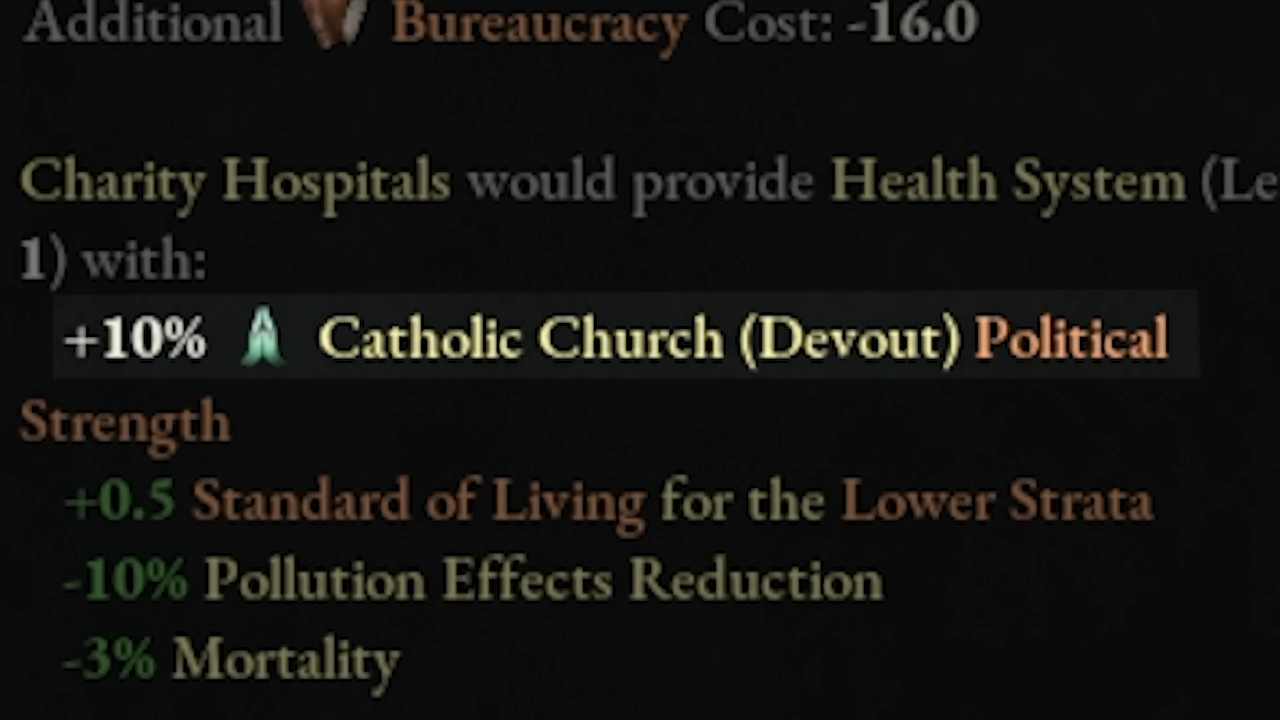 Additional Bureaucracy Cost: -16.0
Charity Hospitals would provide Health System (Le
1) with:
+10% Catholic Church (Devout) Political
Strength
+0.5 Standard of Living for the Lower Strata
-10% Pollution Effects Reduction
-3% Mortality